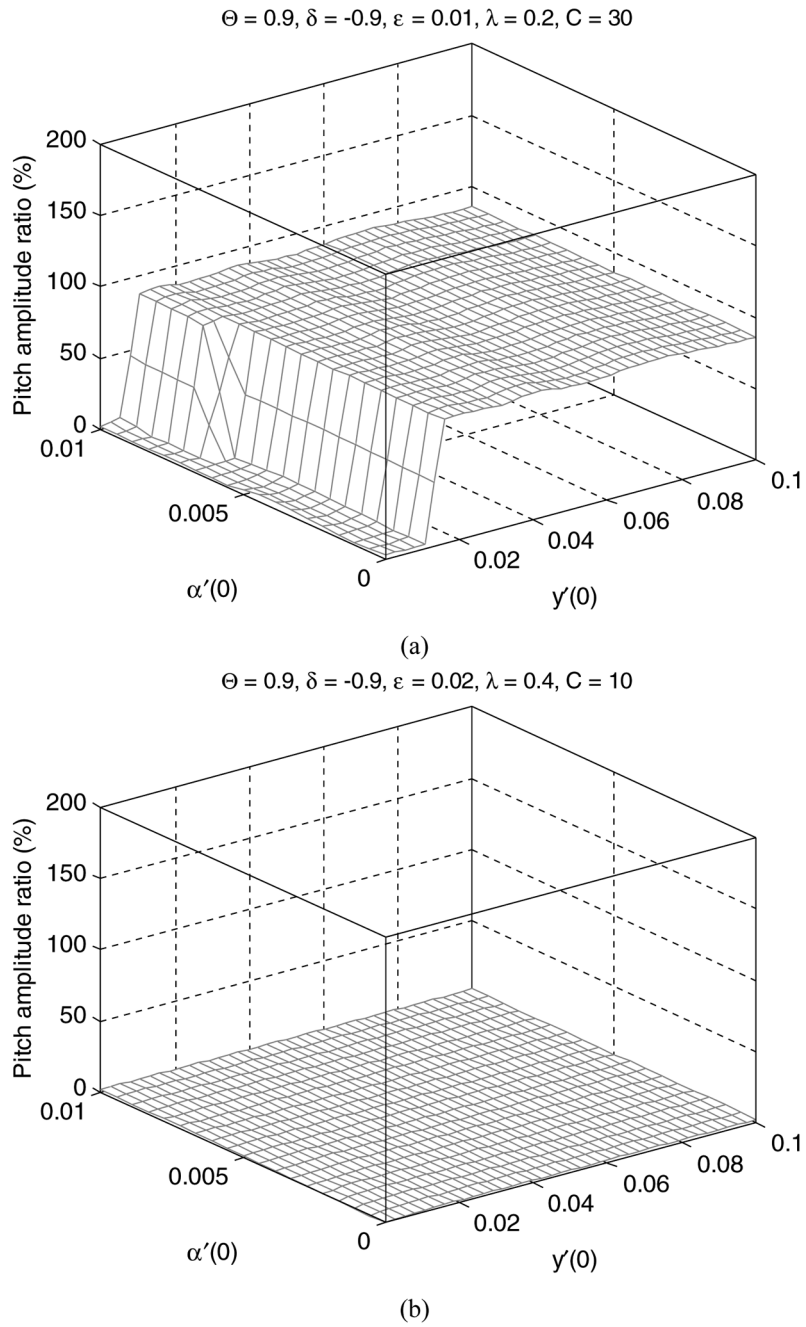 Θ = 0.9, δ = -0.9, ε = 0.01, λ = 0.2, C = 30
200
150
100
50
0
Pitch amplitude ratio (%)
0.01
0.005
0
α′(0)
0.02
0.04
0.06
0.08
0.1
y′(0)
(a)
Θ = 0.9, δ = -0.9, ε = 0.02, λ = 0.4, C = 10
200
150
100
50
0
Pitch amplitude ratio (%)
0.01
0.005
0
α′(0)
0.02
0.04
0.06
0.08
0.1
y′(0)
(b)